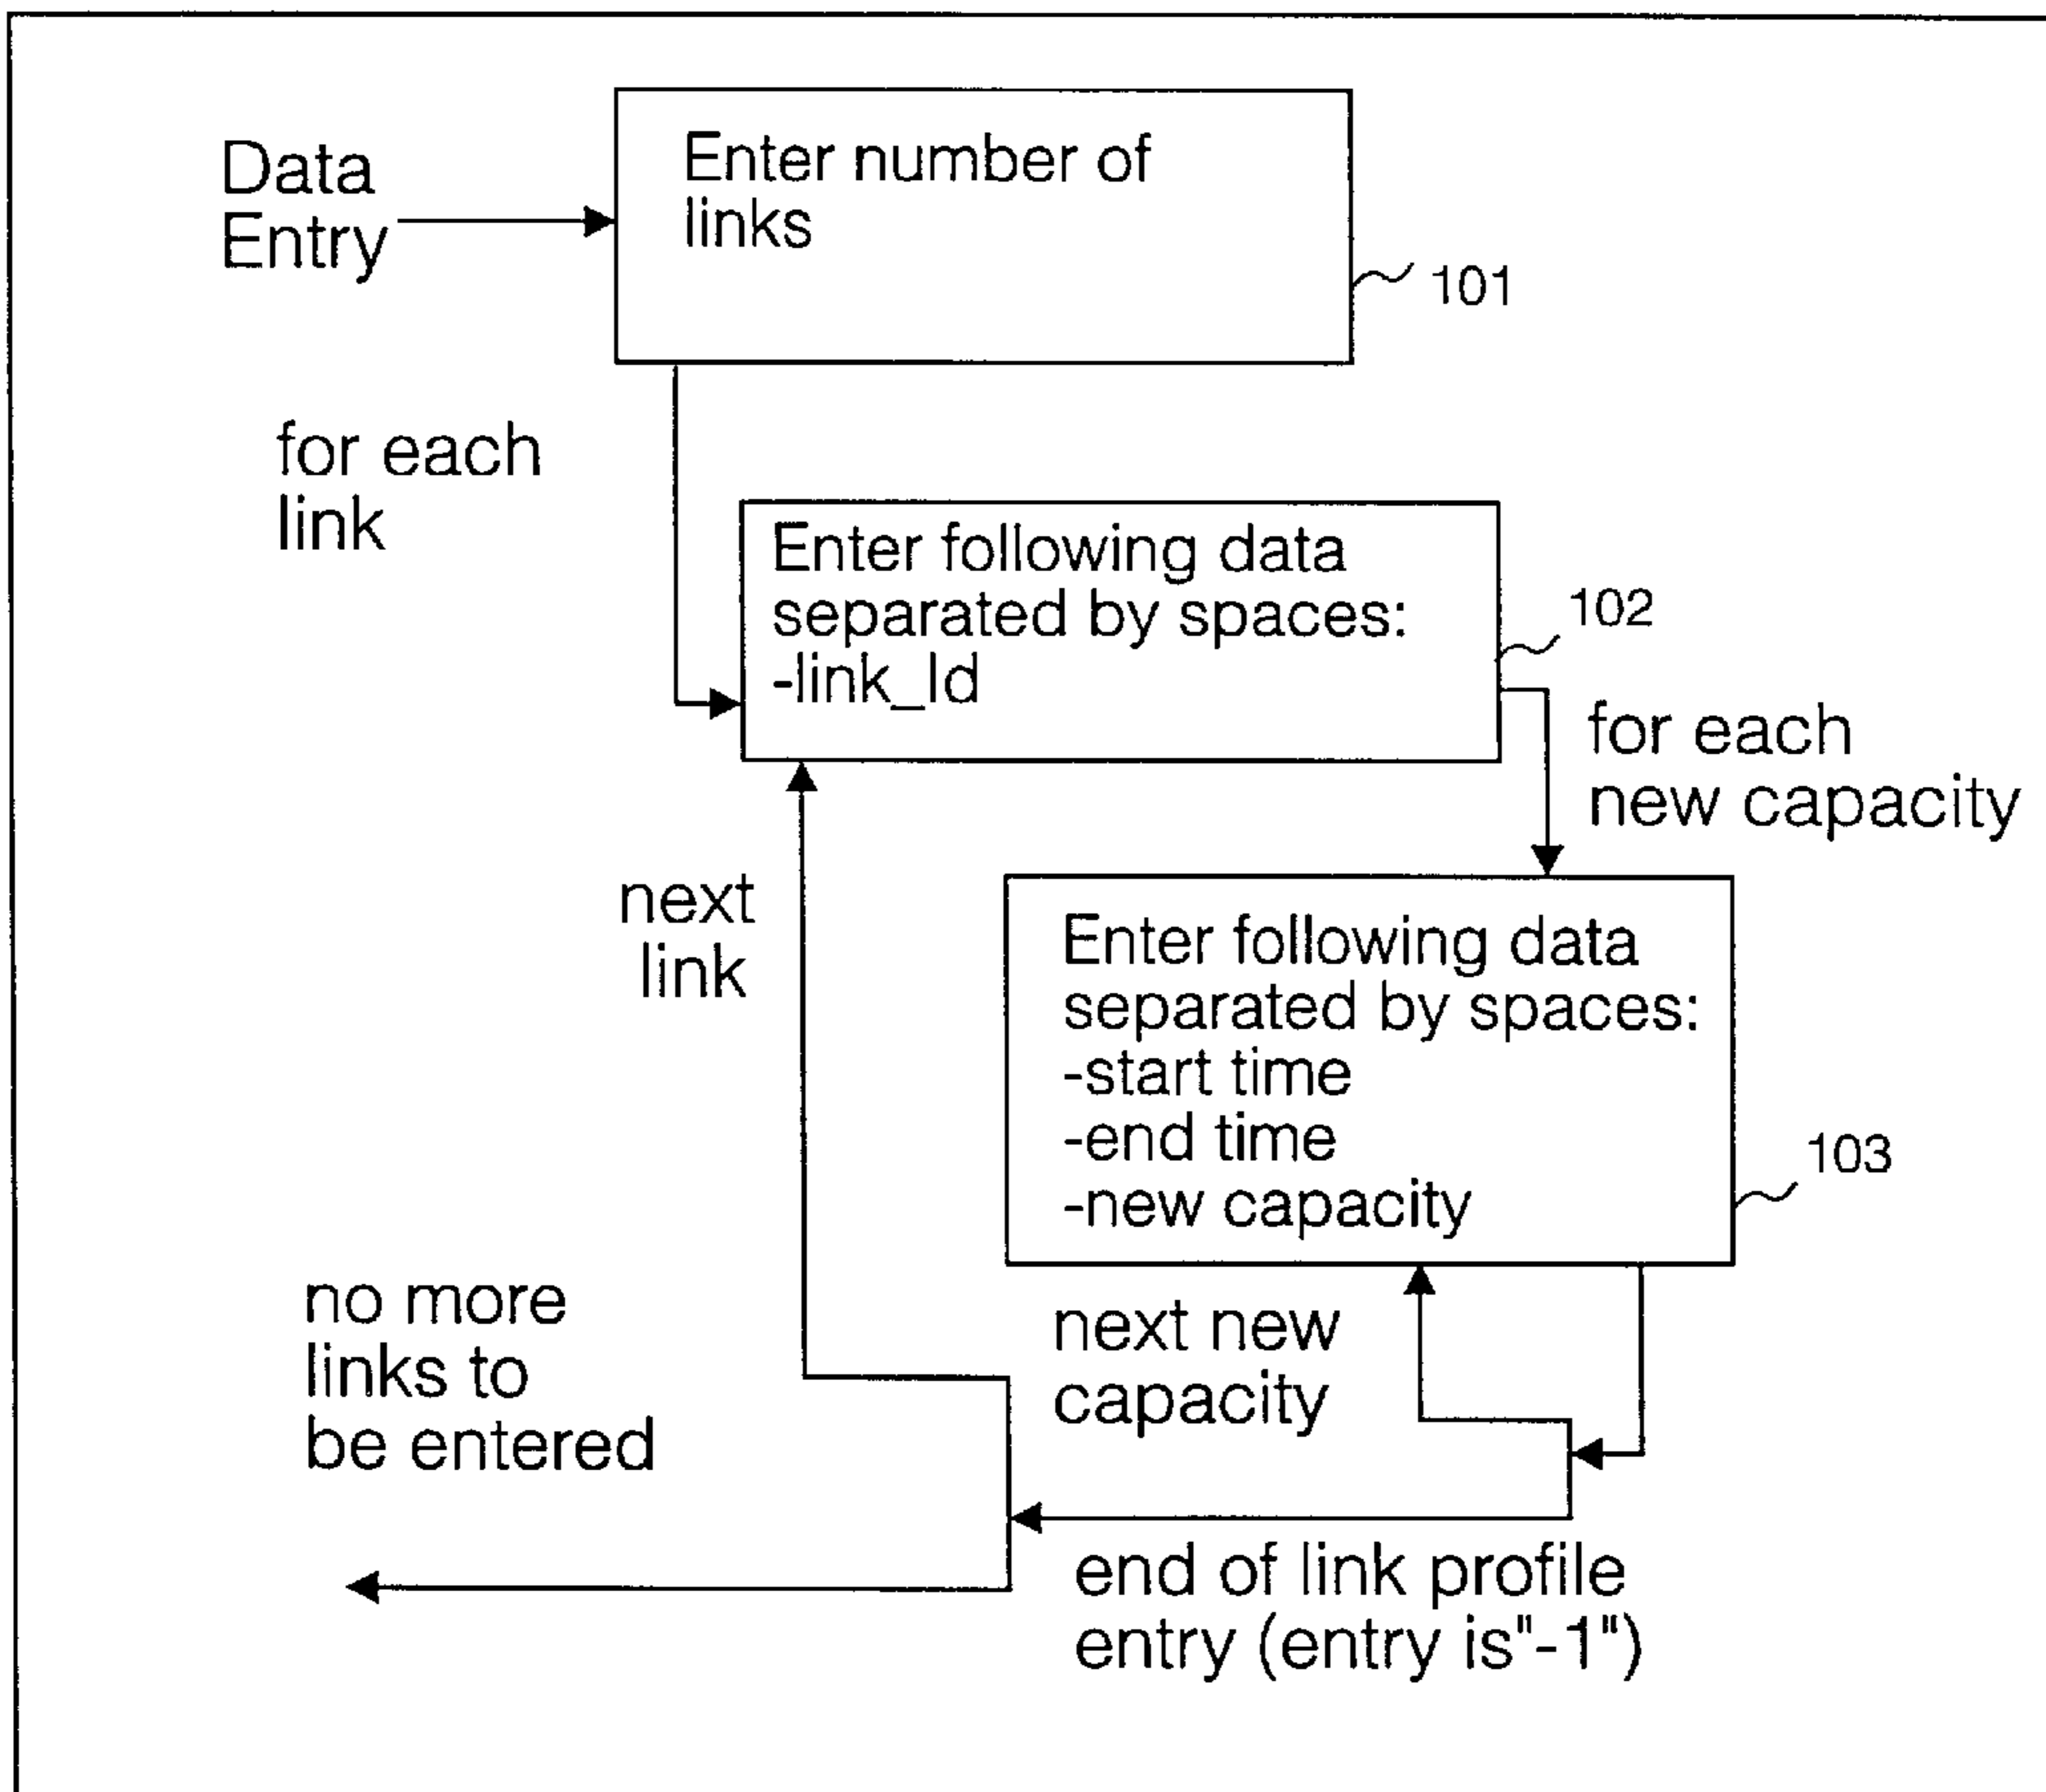 Data
Entry
Enter number of
links
101
for each
link
Enter following data
separated by spaces:
-link_Id
102
for each
new capacity
next
link
Enter following data
separated by spaces:
-start time
-end time
-new capacity
103
no more
links to
be entered
next new
capacity
end of link profile
entry (entry is"-1")